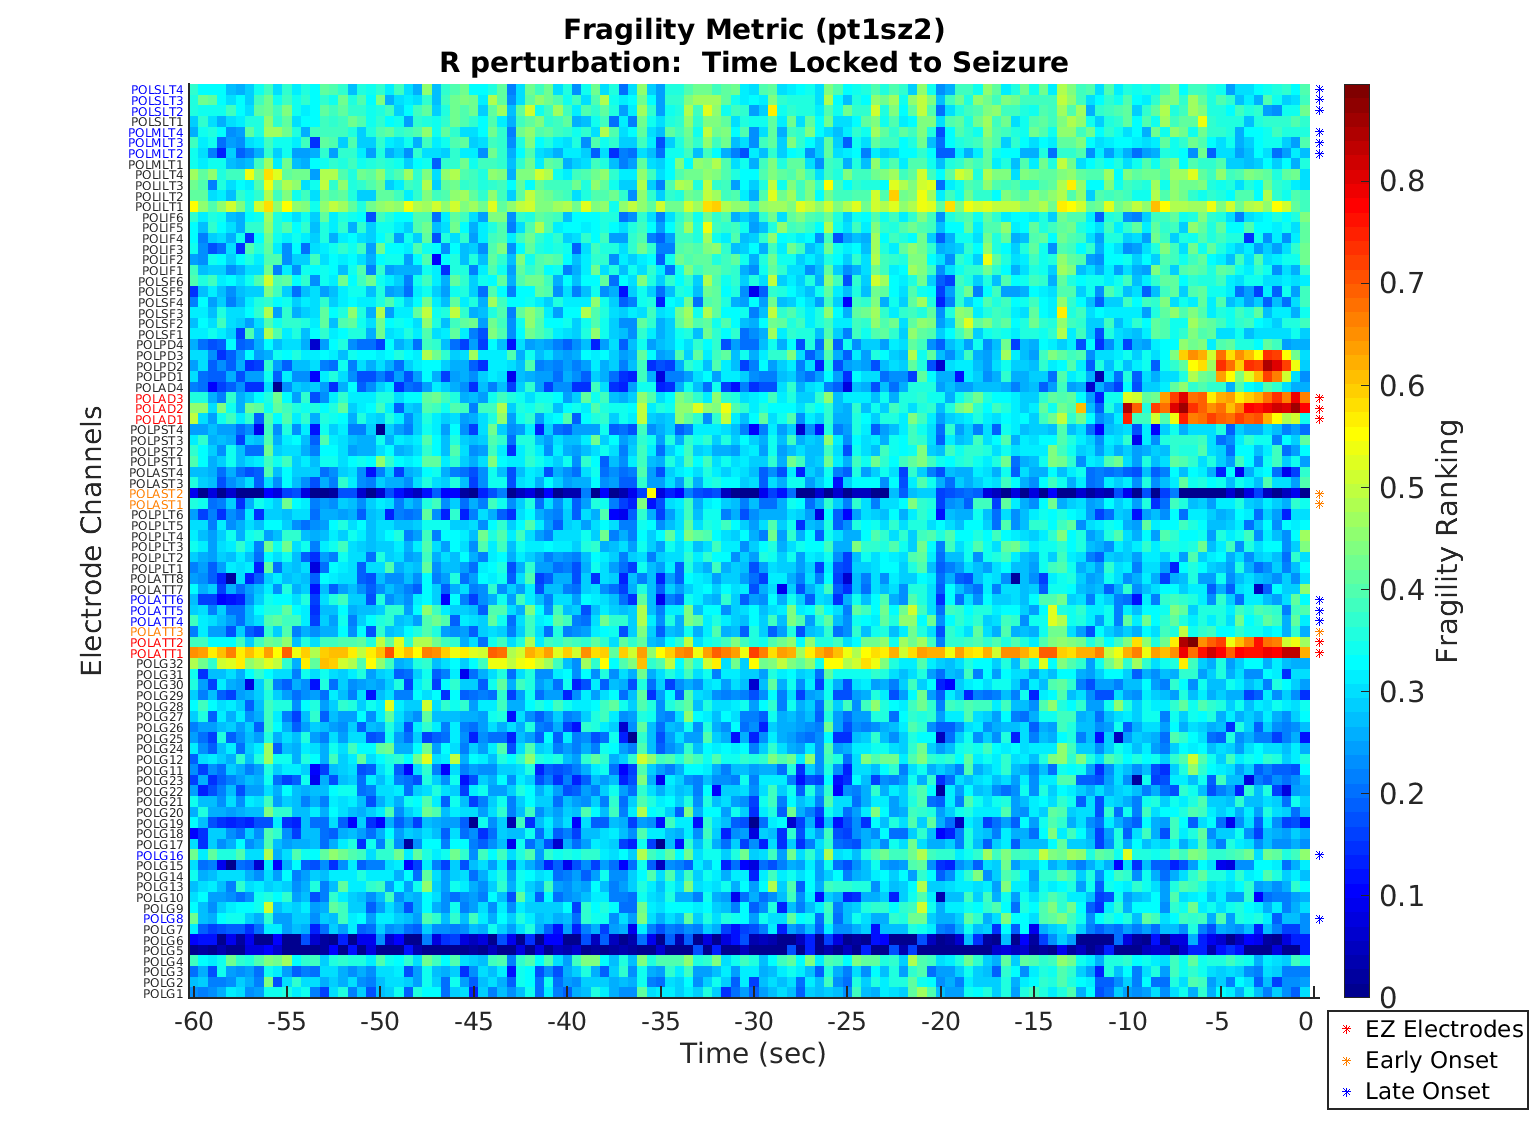 Fragility Metric (pt1sz2)
R perturbation:  Time Locked to Seizure
Electrode Channels
POLSLT4
POLSLT3
POLSLT2
POLSLT1
POLMLT4
POLMLT3
POLMLT2
POLMLT1
POLILT4
POLILT3
POLILT2
POLILT1
POLIF6
POLIF5
POLIF4
POLIF3
POLIF2
POLIF1
POLSF6
POLSF5
POLSF4
POLSF3
POLSF2
POLSF1
POLPD4
POLPD3
POLPD2
POLPD1
POLAD4
POLAD3
POLAD2
POLAD1
POLPST4
POLPST3
POLPST2
POLPST1
POLAST4
POLAST3
POLAST2
POLAST1
POLPLT6
POLPLT5
POLPLT4
POLPLT3
POLPLT2
POLPLT1
POLATT8
POLATT7
POLATT6
POLATT5
POLATT4
POLATT3
POLATT2
POLATT1
POLG32
POLG31
POLG30
POLG29
POLG28
POLG27
POLG26
POLG25
POLG24
POLG12
POLG11
POLG23
POLG22
POLG21
POLG20
POLG19
POLG18
POLG17
POLG16
POLG15
POLG14
POLG13
POLG10
POLG9
POLG8
POLG7
POLG6
POLG5
POLG4
POLG3
POLG2
POLG1
-60 -55 -50 -45 -40 -35 -30 -25 -20 -15 -10 -5 0
Time (sec)
0.8
0.7
0.6
0.5
0.4
0.3
0.2
0.1
0
Fragility Ranking
EZ Electrodes
Early Onset
Late Onset